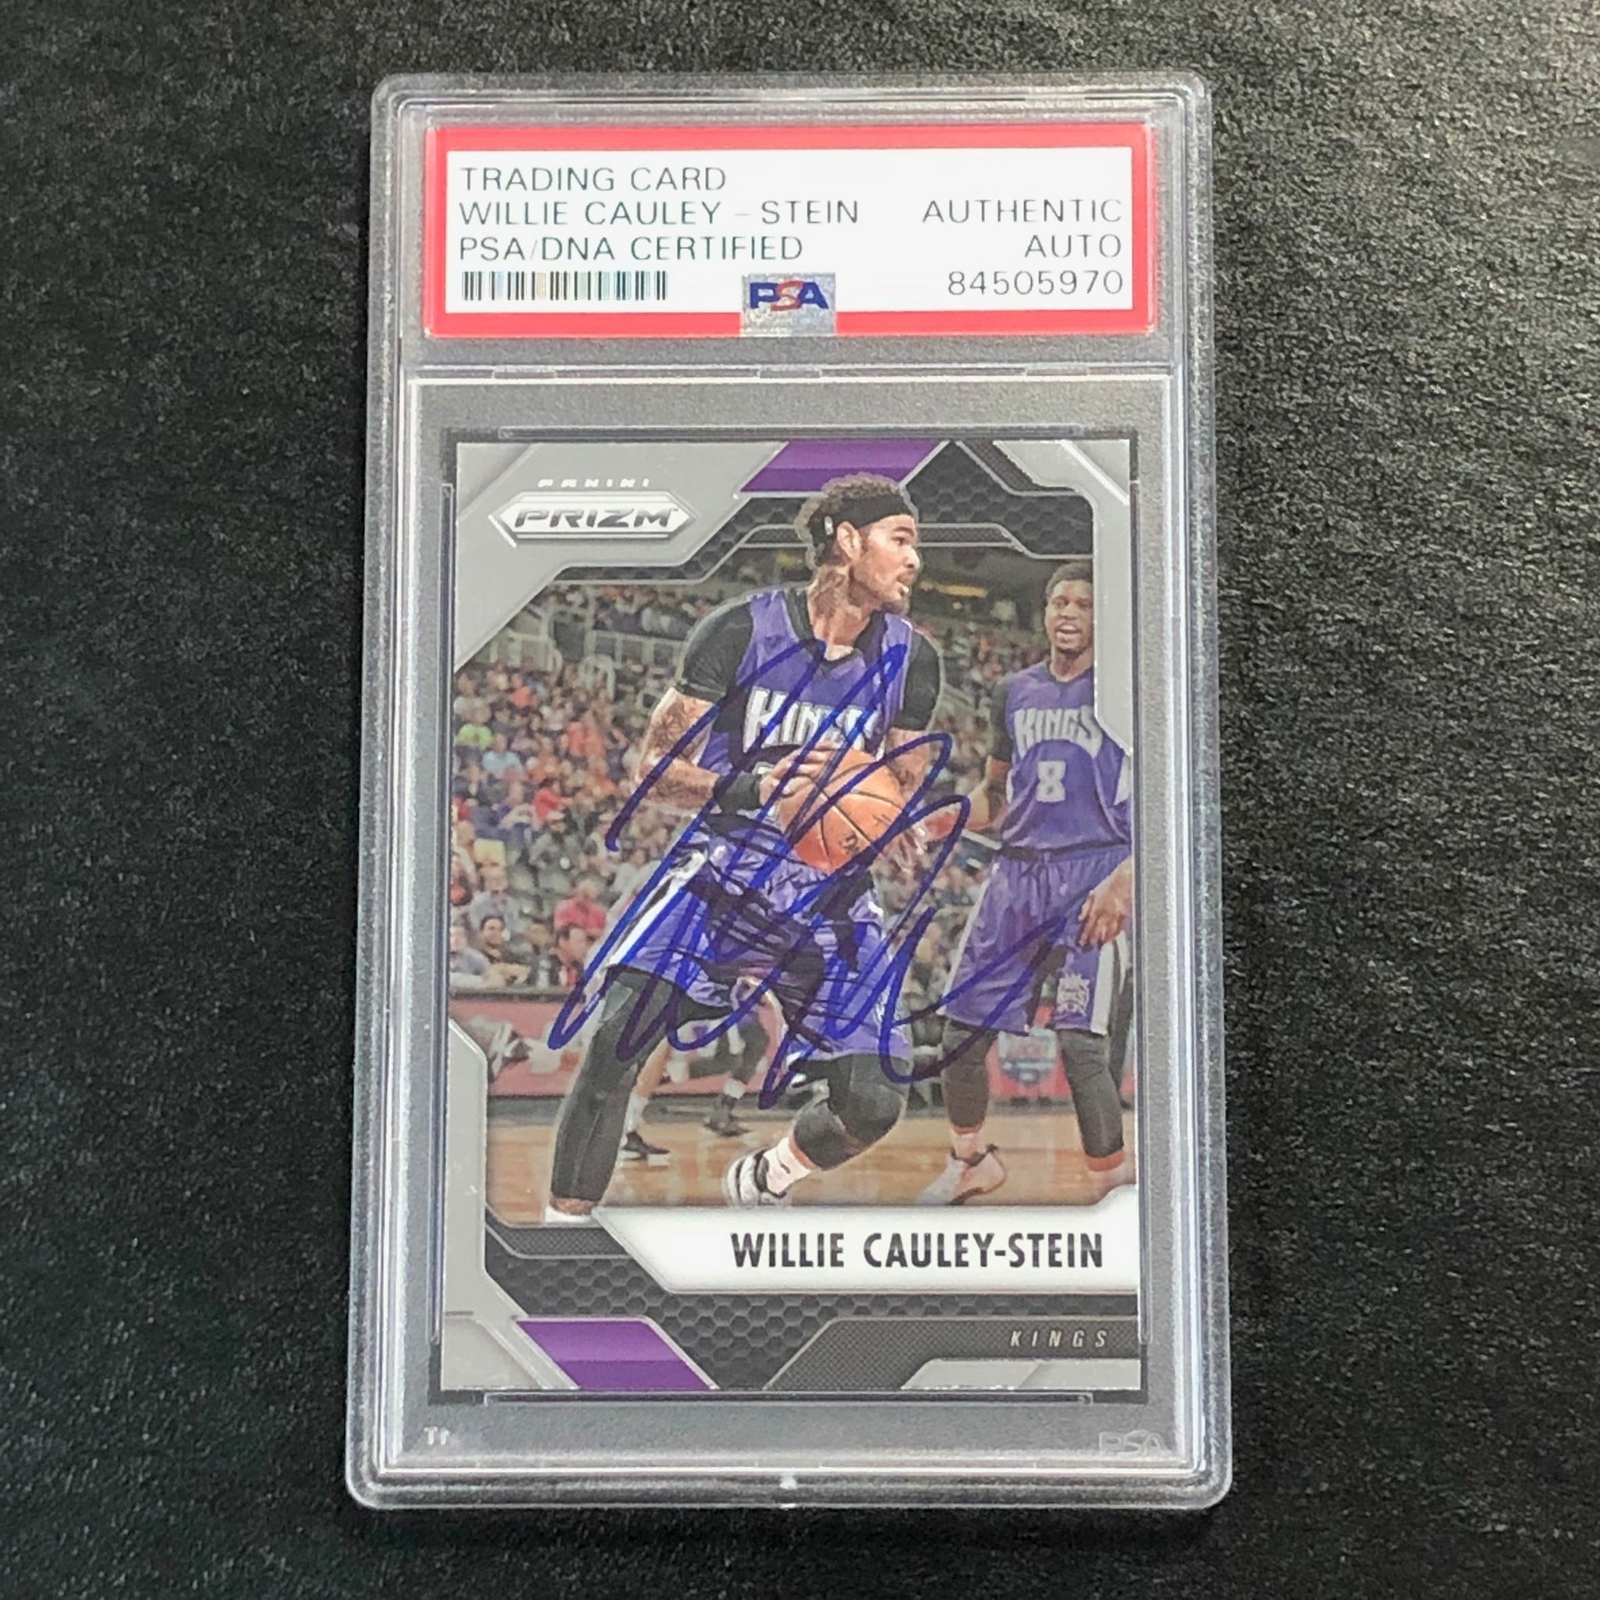 TRADING CARD
WILLIE CAULEY-STEIN AUTHENTIC
PSA/DNA CERTIFIED AUTO
PSA 84505970
PANINI
PRIZM
KINGS
KINGS
8
WILLIE CAULEY-STEIN
KINGS
PSA